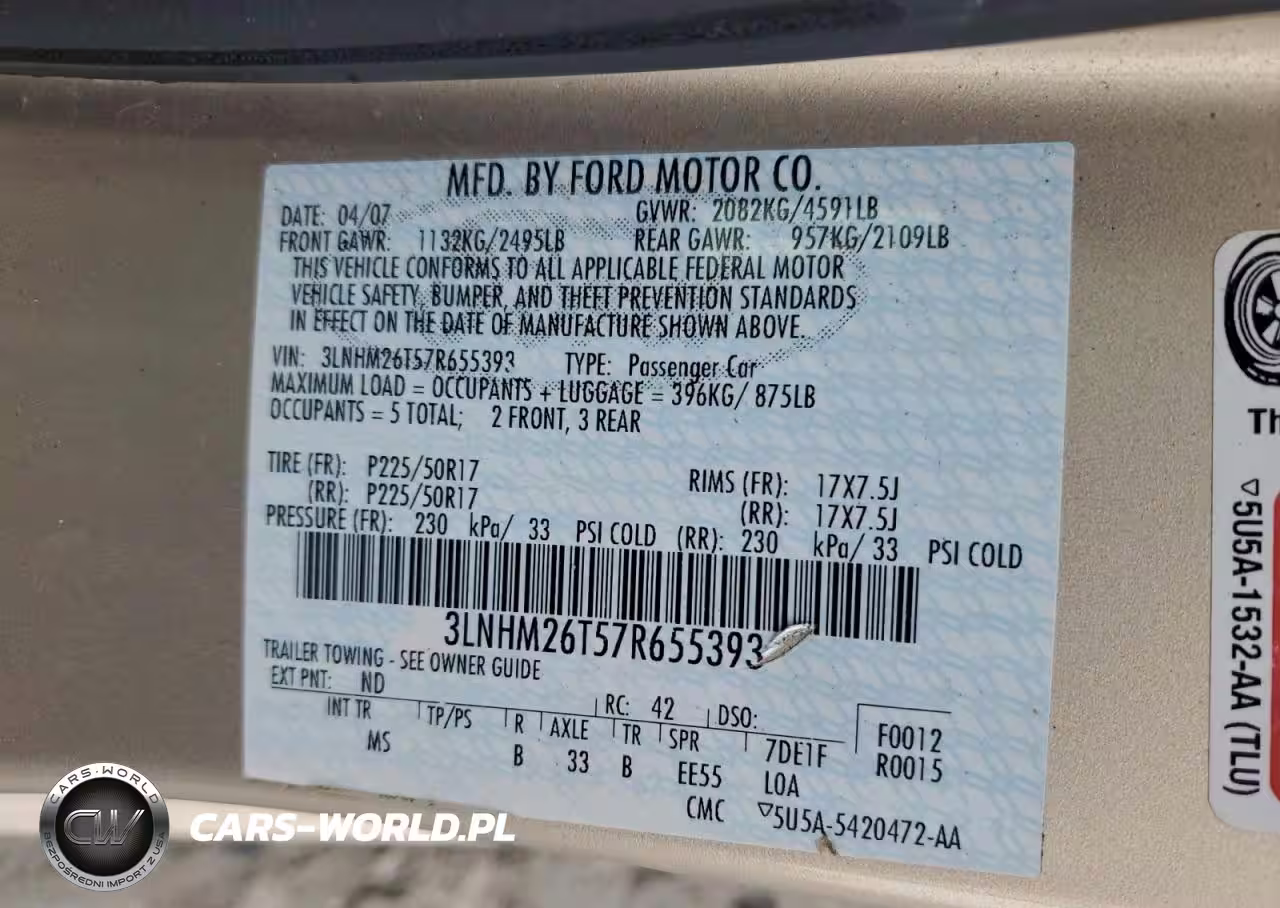 MFD. BY FORD MOTOR CO.
DATE: 04/07 GVWR: 2082KG/4591LB
FRONT GAWR: 1132KG/2495LB REAR GAWR: 957KG/2109LB
THIS VEHICLE CONFORMS TO ALL APPLICABLE FEDERAL MOTOR
VEHICLE SAFETY, BUMPER, AND THEFT PREVENTION STANDARDS
IN EFFECT ON THE DATE OF MANUFACTURE SHOWN ABOVE.
VIN: 3LNHM26T57R655393 TYPE: Passenger Car
MAXIMUM LOAD = OCCUPANTS + LUGGAGE = 396KG/ 875LB
OCCUPANTS = 5 TOTAL; 2 FRONT, 3 REAR
TIRE (FR): P225/50R17 RIMS (FR): 17X7.5J
(RR): P225/50R17 (RR): 17X7.5J
PRESSURE (FR): 230 kPa/ 33 PSI COLD (RR): 230 kPa/ 33 PSI COLD
3LNHM26T57R655393
TRAILER TOWING - SEE OWNER GUIDE
EXT PNT: ND RC: 42 DSO: F0012
INT TR TP/PS R AXLE TR SPR 7DE1F R0015
MS B 33 B EE55 LOA
CMC ▽5U5A-5420472-AA
Th
▽5U5A-1532-AA (TLU)
CARS-WORLD
CW
BEZPOŚREDNI IMPORT Z USA
CARS-WORLD.PL